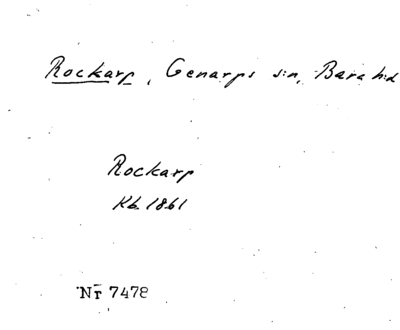 Rockarp, Genarps sn, Bara hd
Rockarp
Kb 1861
Nr 7478